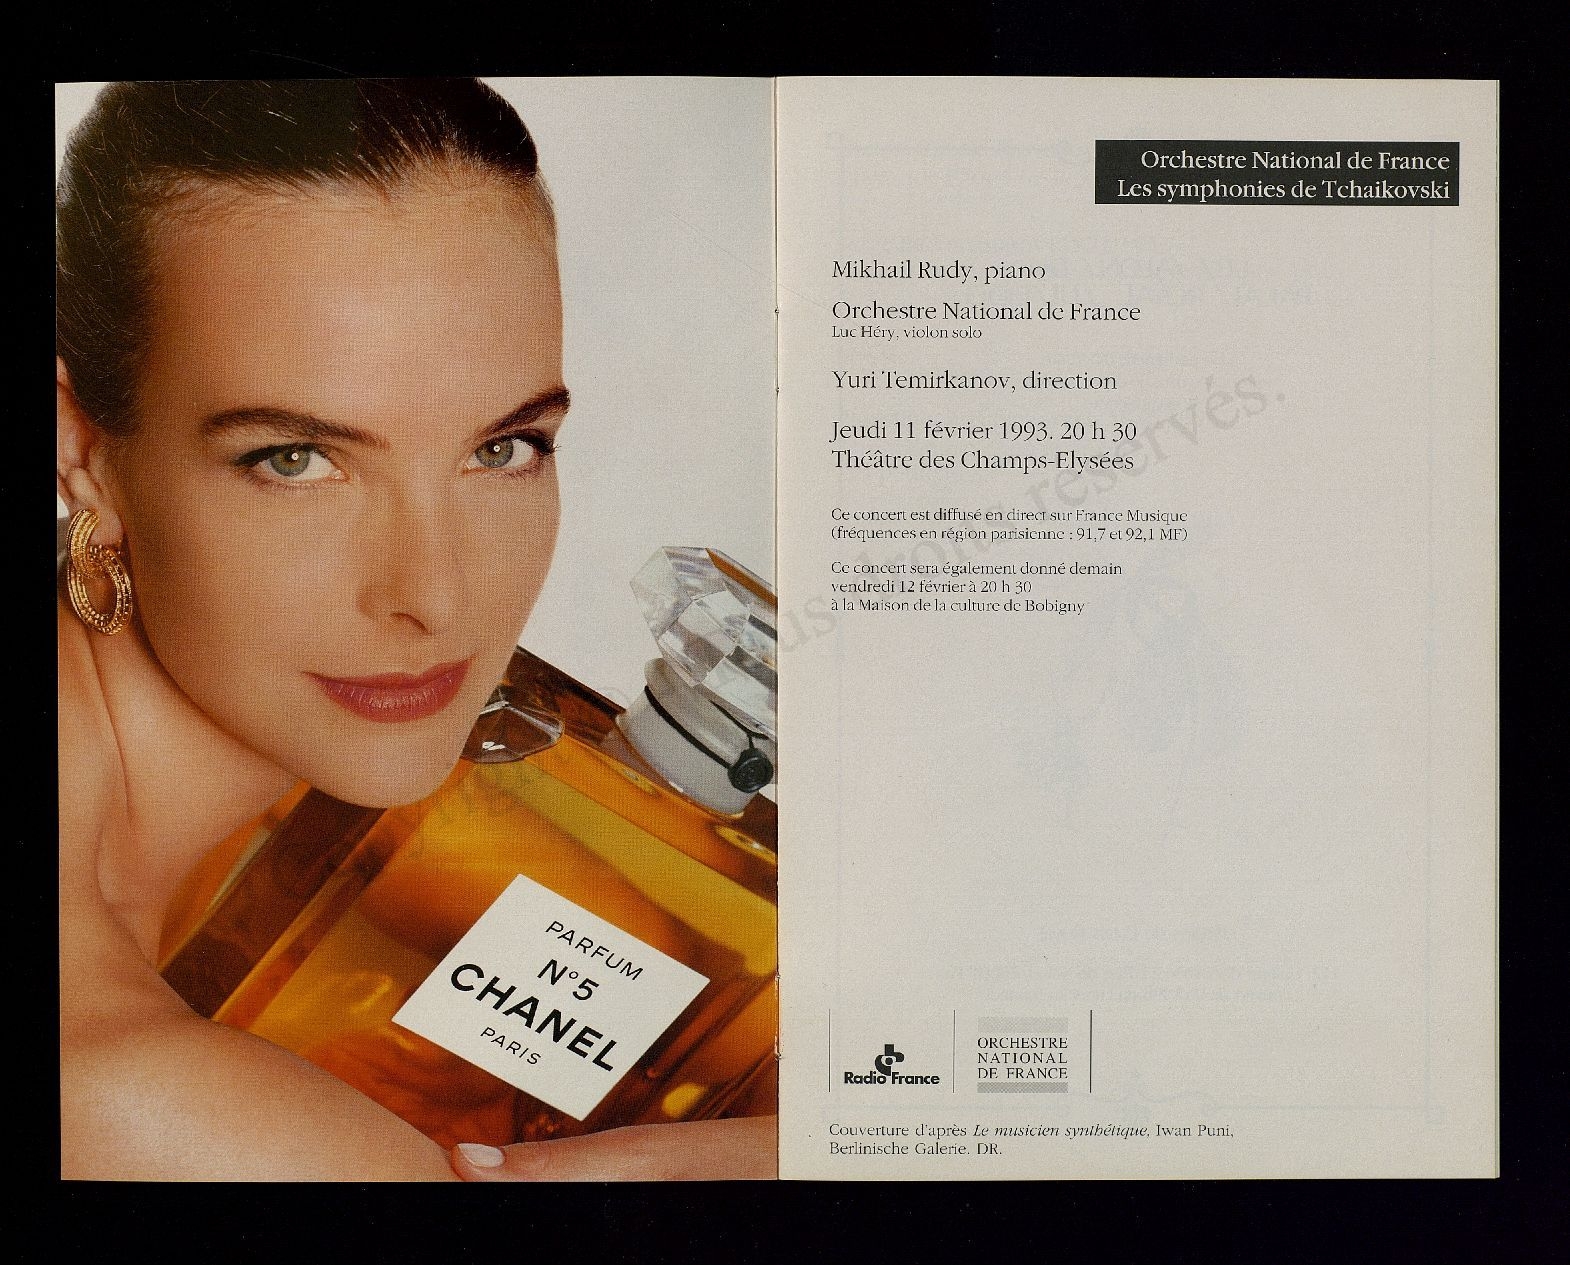 PARFUM
N°5
CHANEL
PARIS
Orchestre National de France
Les symphonies de Tchaikovski
Mikhail Rudy, piano
Orchestre National de France
Luc Héry, violon solo
Yuri Temirkanov, direction
Jeudi 11 février 1993. 20 h 30
Théâtre des Champs-Elysées
Ce concert est diffusé en direct sur France Musique
(fréquences en région parisienne : 91,7 et 92,1 MF)
Ce concert sera également donné demain
vendredi 12 février à 20 h 30
à la Maison de la culture de Bobigny
droits réservés.
Radio France
ORCHESTRE
NATIONAL
DE FRANCE
Couverture d'après Le musicien synthétique, Iwan Puni,
Berlinische Galerie. DR.